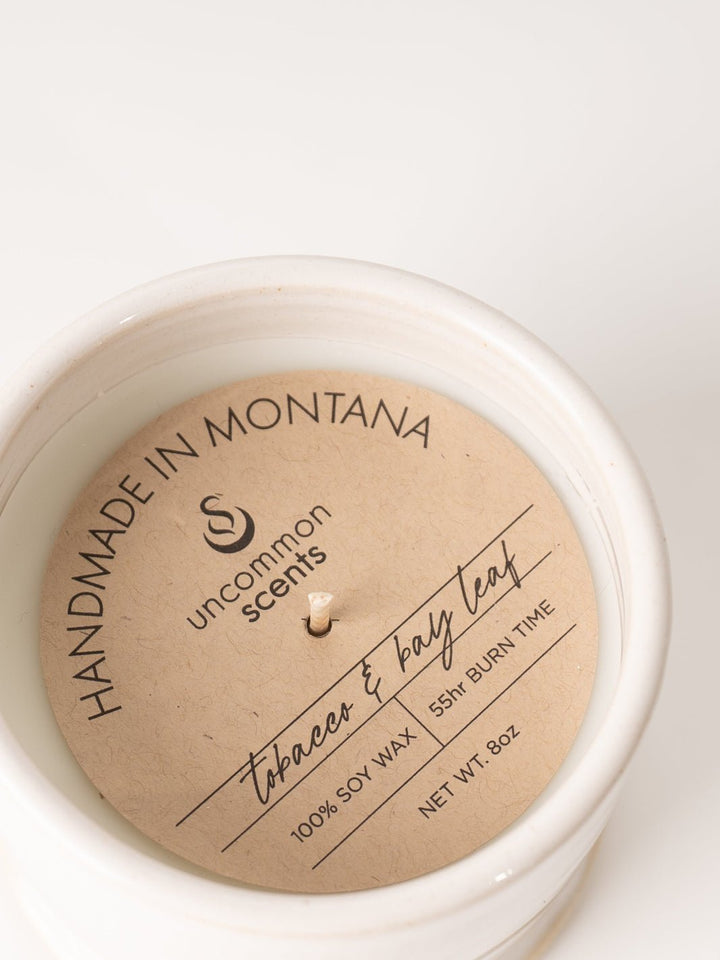 HANDMADE IN MONTANA
uncommon
scents
tobacco & bay leaf
100% SOY WAX
55hr BURN TIME
NET WT. 8oz